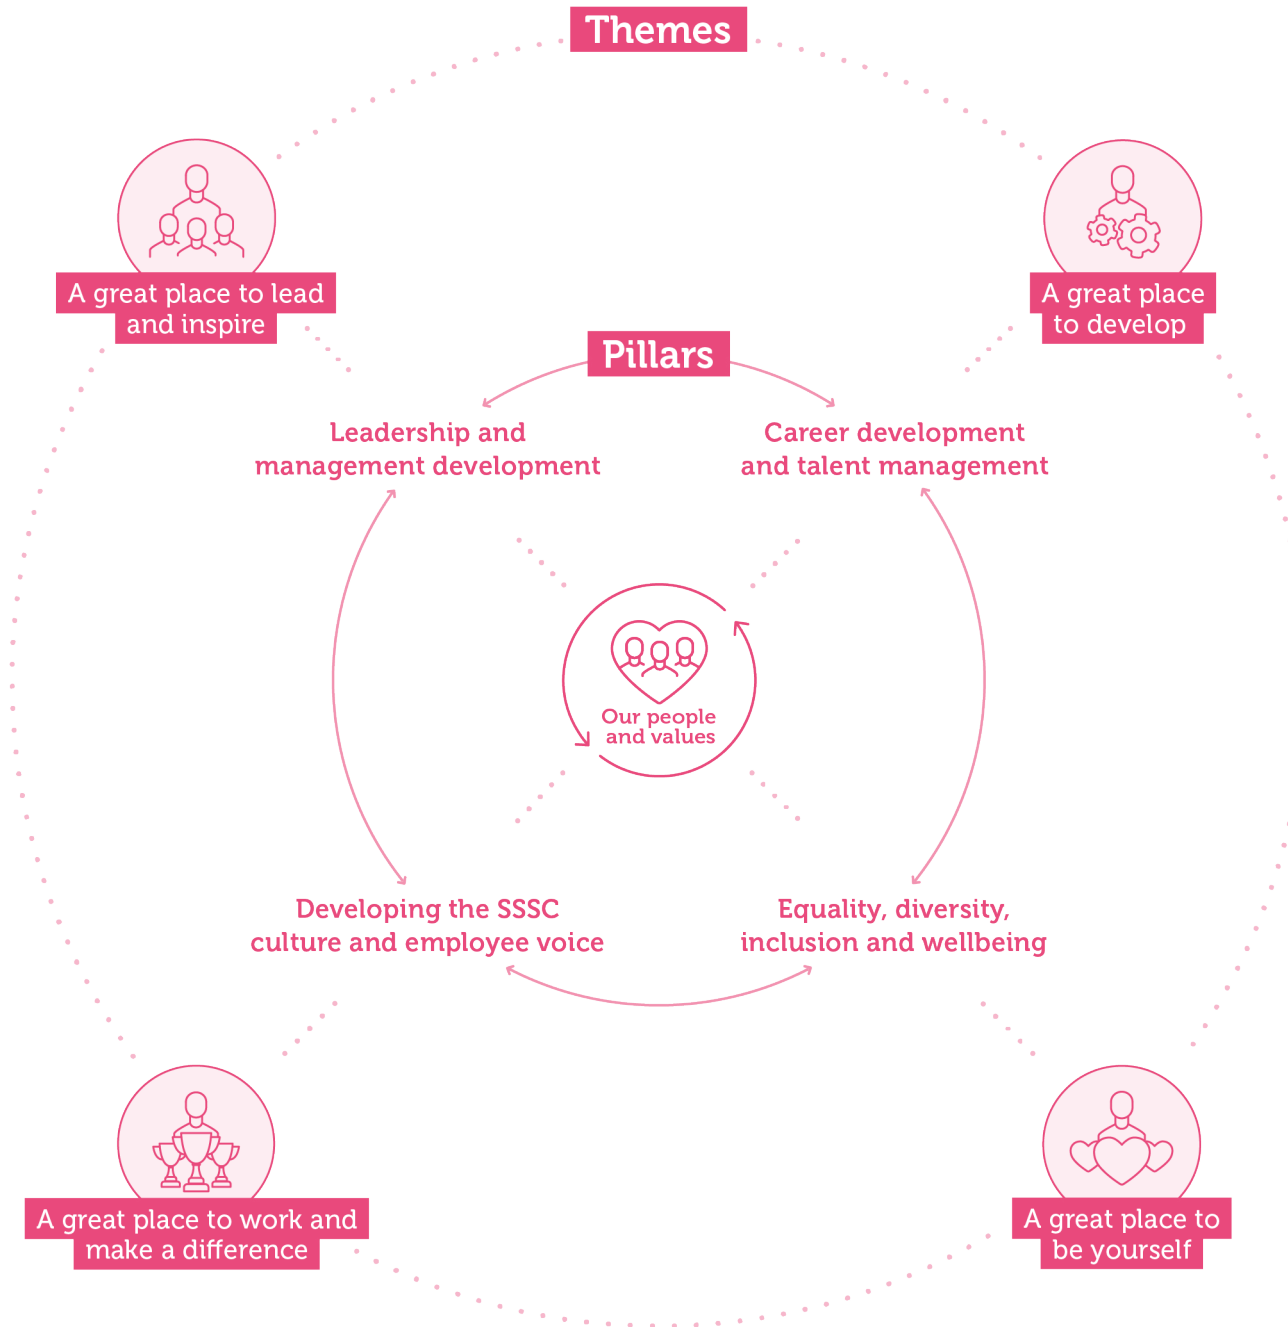 Themes
A great place to lead
and inspire
A great place
to develop
Pillars
Leadership and
management development
Career development
and talent management
Our people
and values
Developing the SSSC
culture and employee voice
Equality, diversity,
inclusion and wellbeing
A great place to work and
make a difference
A great place to
be yourself